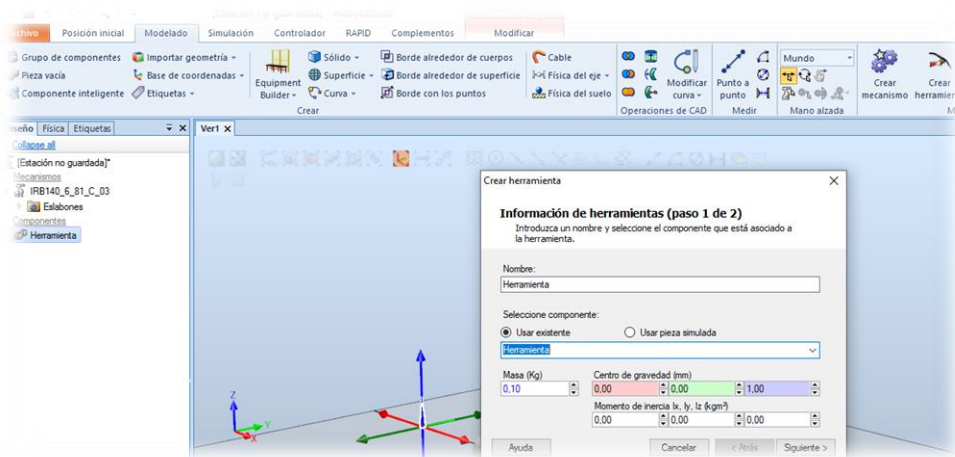 Archivo Posición inicial Modelado Simulación Controlador RAPID Complementos Modificar
Grupo de componentes
Pieza vacía
Componente inteligente
Importar geometría
Base de coordenadas
Etiquetas
Equipment
Builder
Sólido
Superficie
Curva
Borde alrededor de cuerpos
Borde alrededor de superficie
Borde con los puntos
Crear
Cable
Física del eje
Física del suelo
Modificar
curva
Operaciones de CAD
Punto a
punto
Medir
Mundo
Mano alzada
Crear
mecanismo
Crear
Física Etiquetas
Collapse all
[Estación no guardada]*
Mecanismos
IRB140_6_81_C_03
Eslabones
Componentes
Herramienta
Ver1 X
Crear herramienta
Información de herramientas (paso 1 de 2)
Introduzca un nombre y seleccione el componente que está asociado a
la herramienta.
Nombre:
Herramienta
Seleccione componente:
Usar existente Usar pieza simulada
Herramienta
Masa (Kg) Centro de gravedad (mm)
0.10 0.00 0.00 1.00
Momento de inercia Ix, Iy, Iz (kgm²)
0.00 0.00 0.00
Ayuda Cancelar < Atrás Siguiente >
Z
Y
X